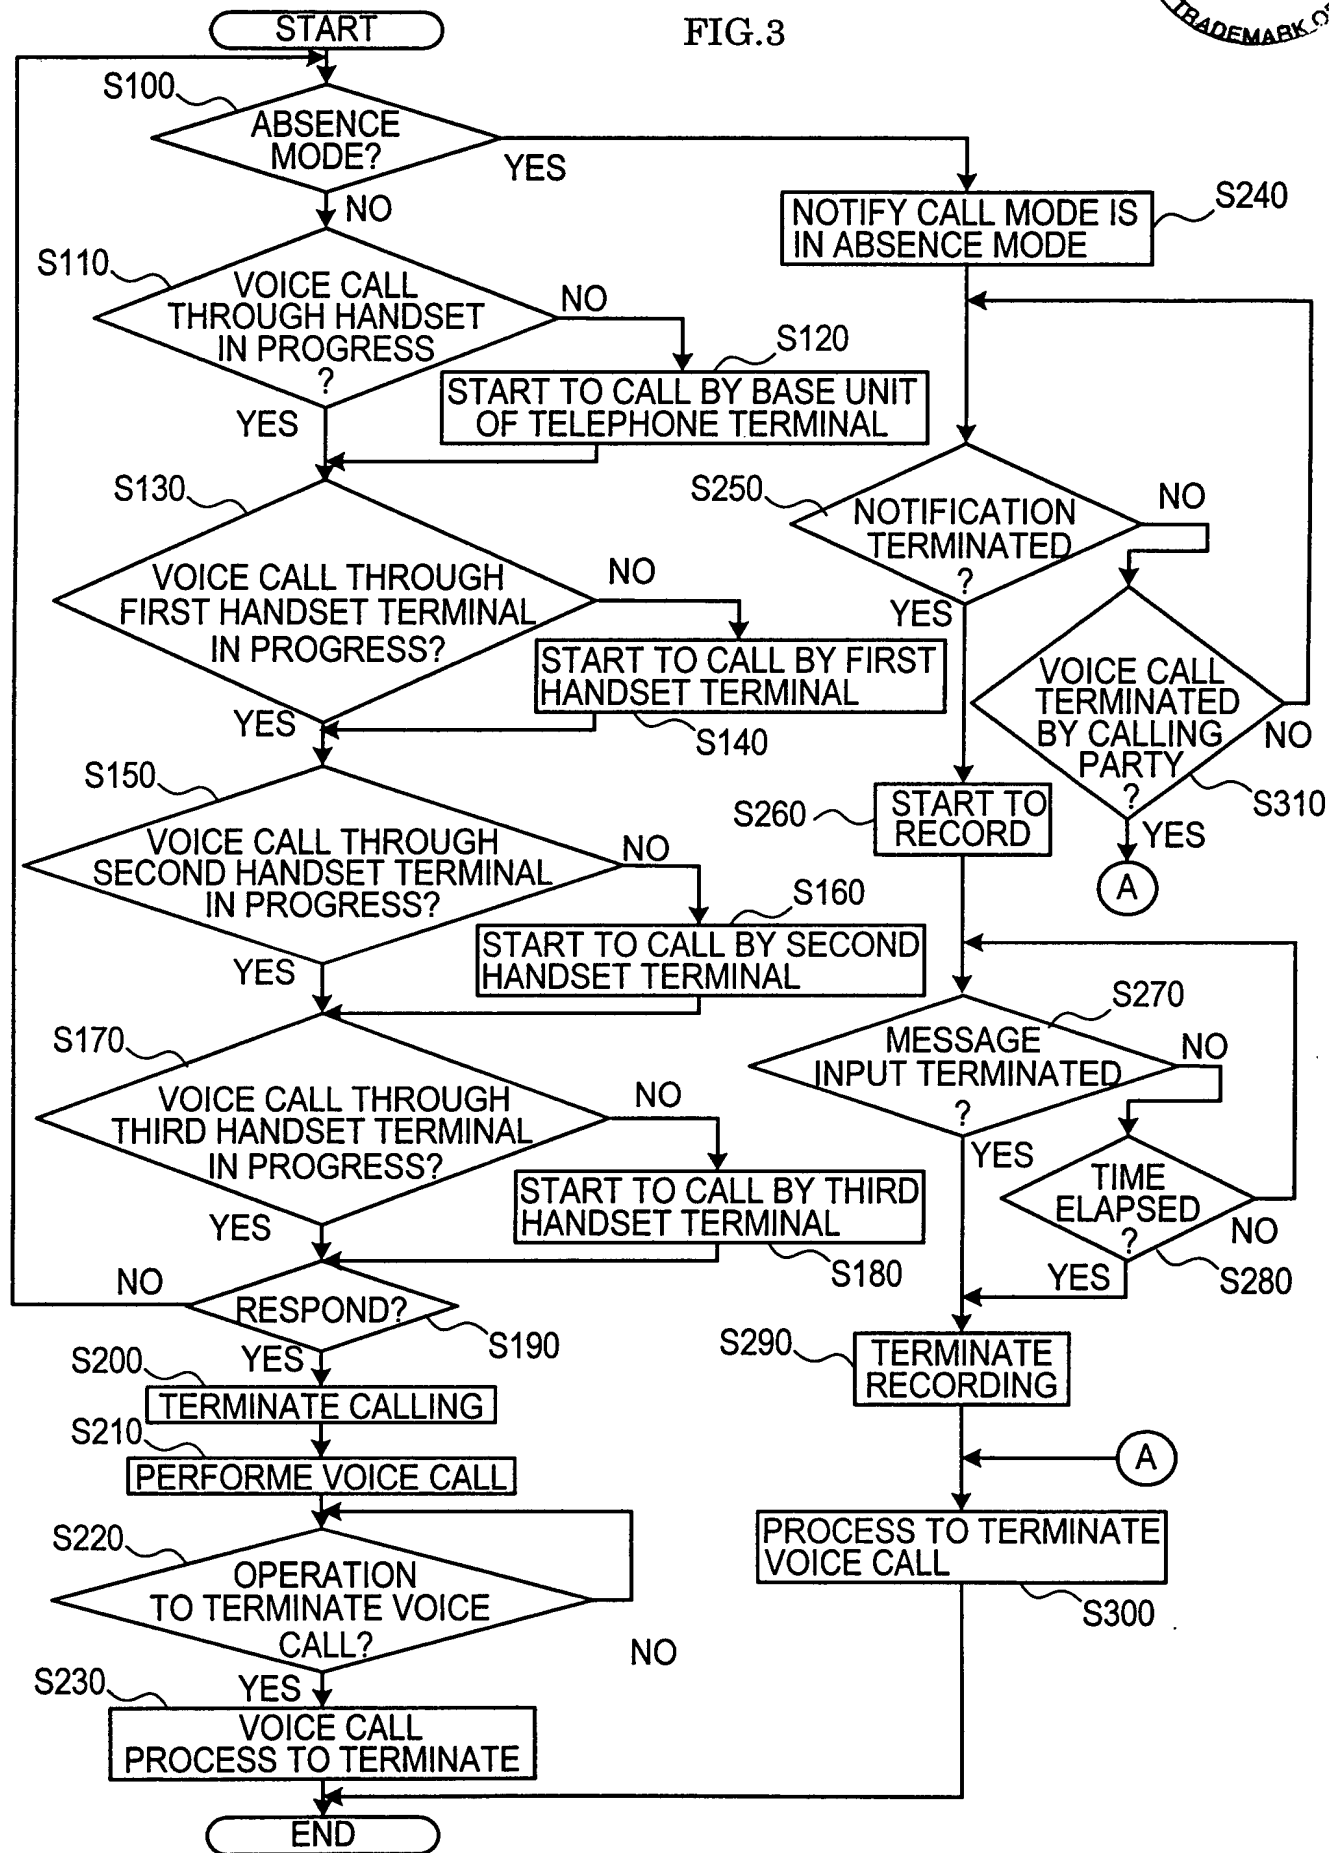 FIG.3
TRADEMARK OF
START
S100
ABSENCE
MODE?
YES
NO
S110
VOICE CALL
THROUGH HANDSET
IN PROGRESS
?
NO
YES
S120
START TO CALL BY BASE UNIT
OF TELEPHONE TERMINAL
S130
VOICE CALL THROUGH
FIRST HANDSET TERMINAL
IN PROGRESS?
NO
YES
START TO CALL BY FIRST
HANDSET TERMINAL
S140
S150
VOICE CALL THROUGH
SECOND HANDSET TERMINAL
IN PROGRESS?
NO
YES
S160
START TO CALL BY SECOND
HANDSET TERMINAL
S170
VOICE CALL THROUGH
THIRD HANDSET TERMINAL
IN PROGRESS?
NO
YES
START TO CALL BY THIRD
HANDSET TERMINAL
S180
NO
RESPOND?
S190
YES
S200
TERMINATE CALLING
S210
PERFORME VOICE CALL
S220
OPERATION
TO TERMINATE VOICE
CALL?
NO
YES
S230
VOICE CALL
PROCESS TO TERMINATE
END
S240
NOTIFY CALL MODE IS
IN ABSENCE MODE
S250
NOTIFICATION
TERMINATED
?
NO
YES
VOICE CALL
TERMINATED
BY CALLING
PARTY
?
NO
S310
YES
A
S260
START TO
RECORD
S270
MESSAGE
INPUT TERMINATED
?
NO
YES
TIME
ELAPSED
?
NO
S280
YES
S290
TERMINATE
RECORDING
A
PROCESS TO TERMINATE
VOICE CALL
S300